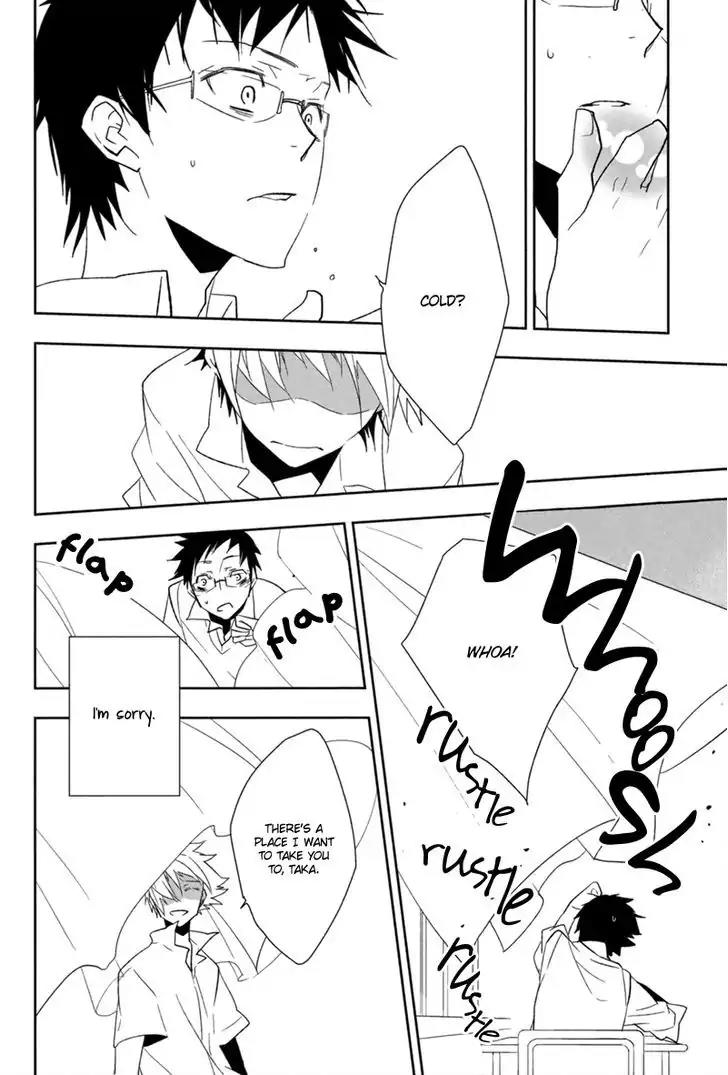 COLD?
WHOOSH
WHOA!
rustle
rustle
rustle
flap
flap
I'm sorry.
THERE'S A
PLACE I WANT
TO TAKE YOU
TO, TAKA.